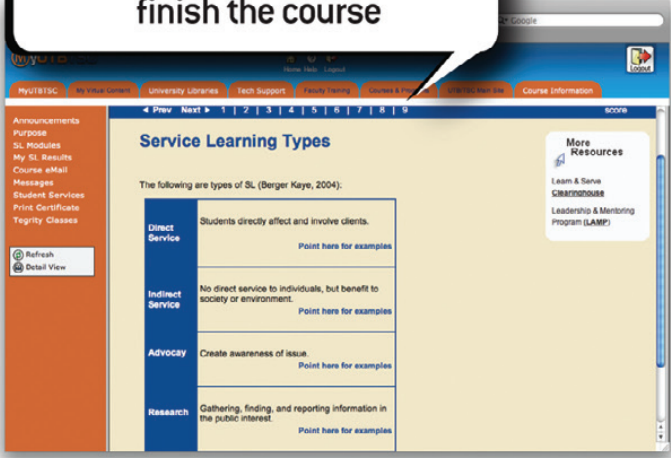 finish the course
Google
MyUTB
Home Help Logout
Logout
MyUTBTSC My Virtual Content University Libraries Tech Support Faculty Training Courses & Programs UTBTSC Main Site Course Information
◄ Prev Next ► 1 | 2 | 3 | 4 | 5 | 6 | 7 | 8 | 9
score
Announcements
Purpose
SL Modules
My SL Results
Course eMail
Messages
Student Services
Print Certificate
Tegrity Classes
Refresh
Detail View
Service Learning Types
The following are types of SL (Berger Kaye, 2004):
Direct
Service
Students directly affect and involve clients.
Point here for examples
Indirect
Service
No direct service to individuals, but benefit to
society or environment.
Point here for examples
Advocay
Create awareness of issue.
Point here for examples
Research
Gathering, finding, and reporting information in
the public interest.
Point here for examples
More
Resources
Learn & Serve
Clearinghouse
Leadership & Mentoring
Program (LAMP)